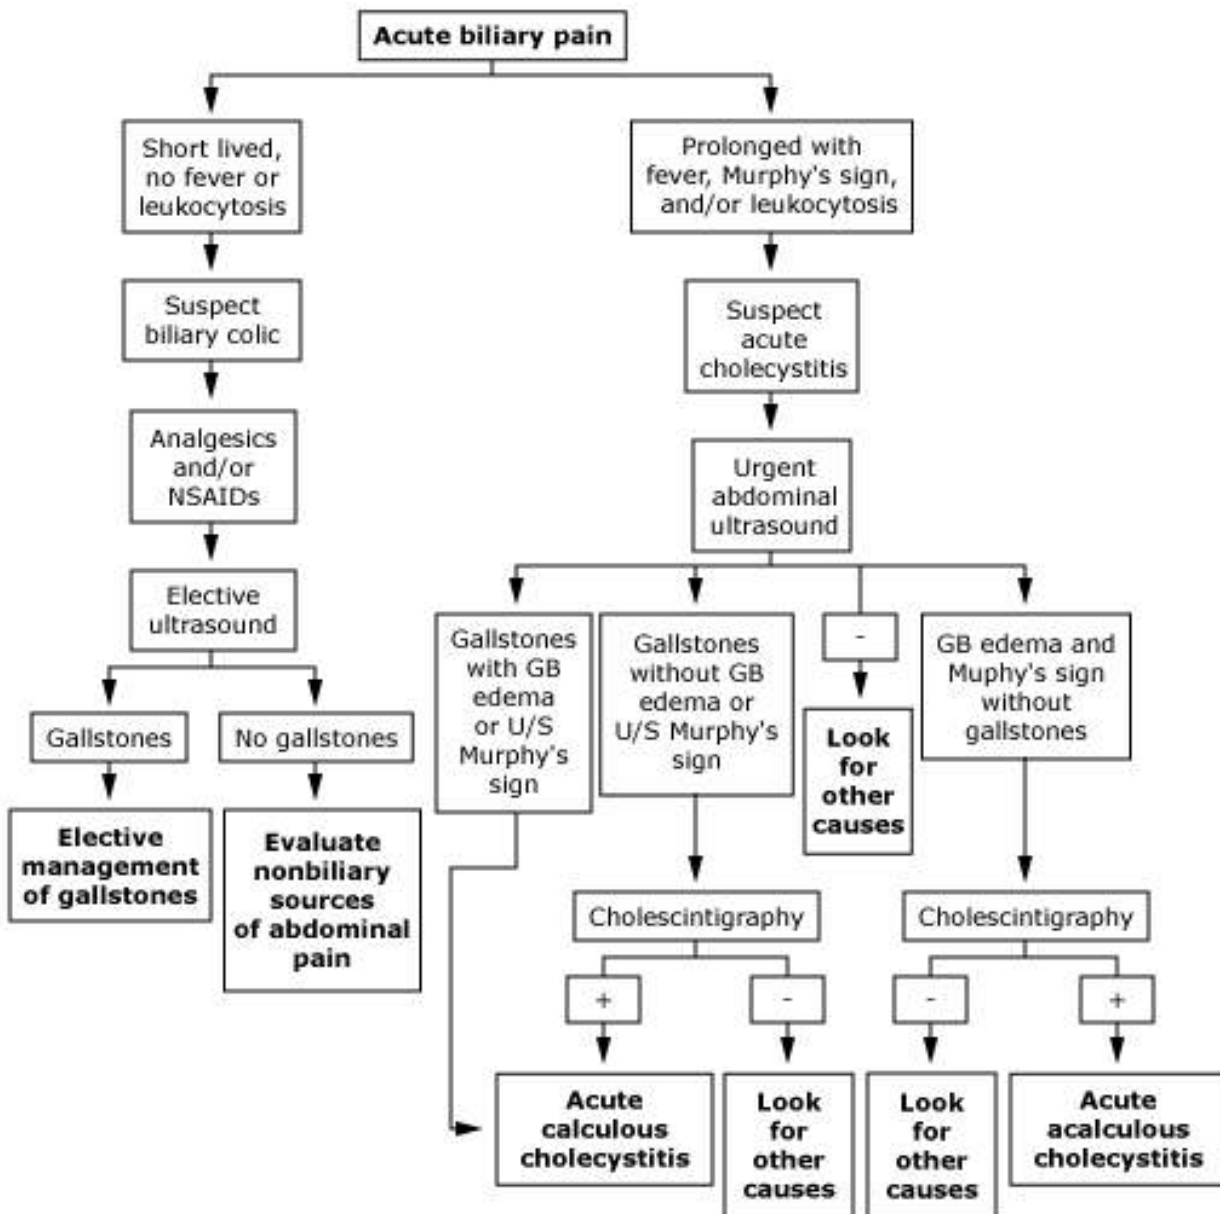 Acute biliary pain
Short lived,
no fever or
leukocytosis
Prolonged with
fever, Murphy's sign,
and/or leukocytosis
Suspect
biliary colic
Suspect
acute
cholecystitis
Analgesics
and/or
NSAIDs
Urgent
abdominal
ultrasound
Elective
ultrasound
Gallstones
with GB
edema
or U/S
Murphy's
sign
Gallstones
without GB
edema or
U/S Murphy's
sign
-
GB edema and
Muphy's sign
without
gallstones
Gallstones
No gallstones
Look
for
other
causes
Elective
management
of gallstones
Evaluate
nonbiliary
sources
of abdominal
pain
Cholescintigraphy
Cholescintigraphy
+
-
-
+
Acute
calculous
cholecystitis
Look
for
other
causes
Look
for
other
causes
Acute
acalculous
cholecystitis